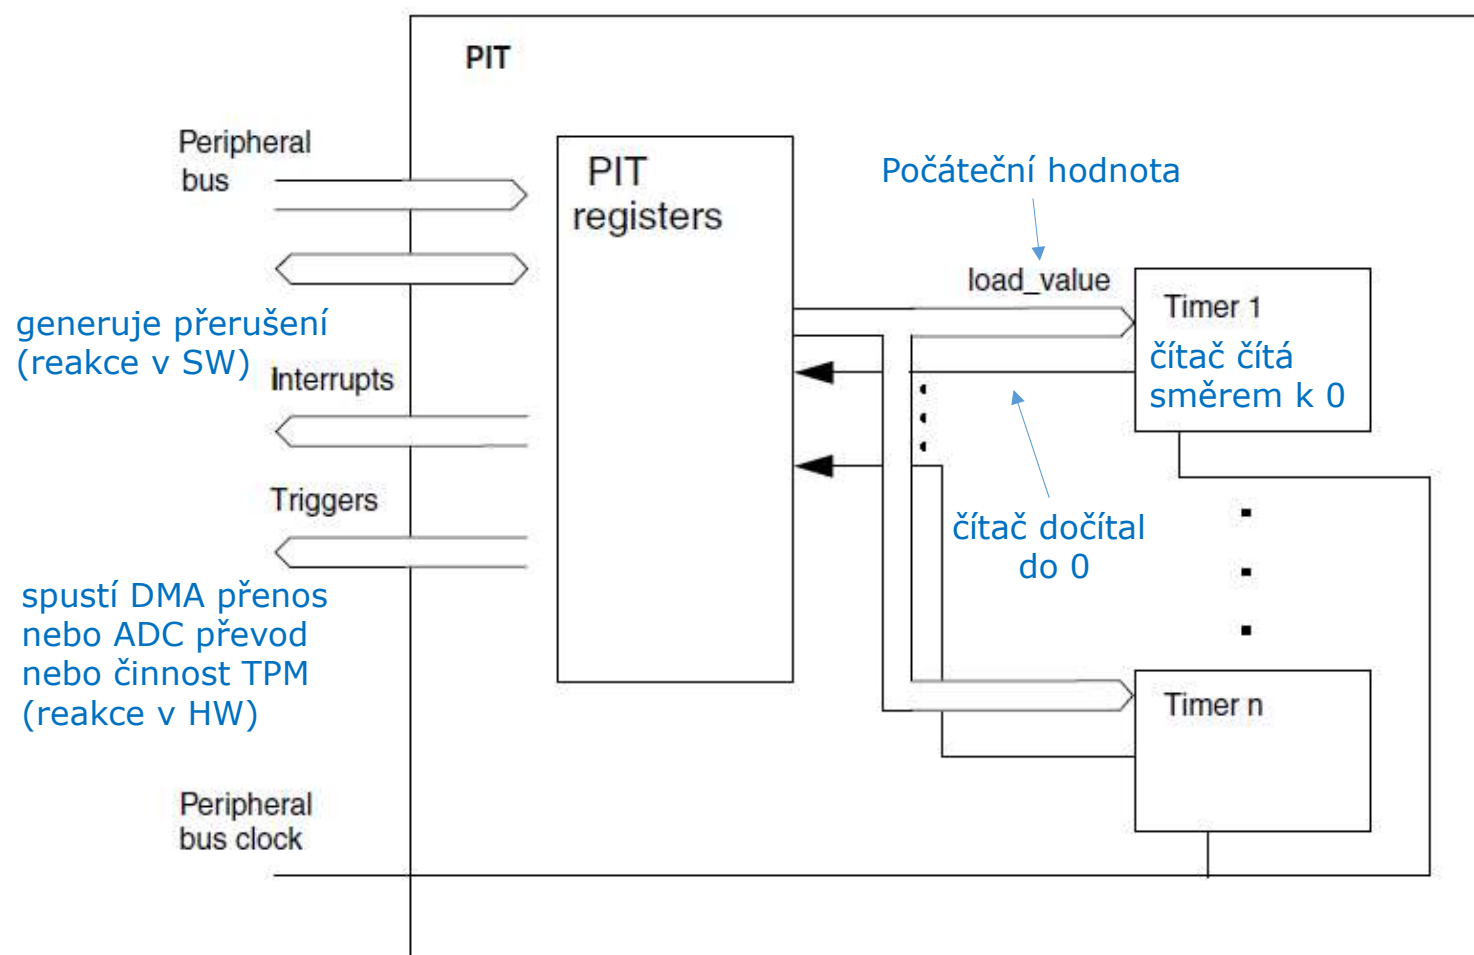 PIT
Peripheral
bus
PIT
registers
Počáteční hodnota
load_value
Timer 1
čítač čítá
směrem k 0
generuje přerušení
(reakce v SW)
Interrupts
Triggers
čítač dočítal
do 0
spustí DMA přenos
nebo ADC převod
nebo činnost TPM
(reakce v HW)
Timer n
Peripheral
bus clock